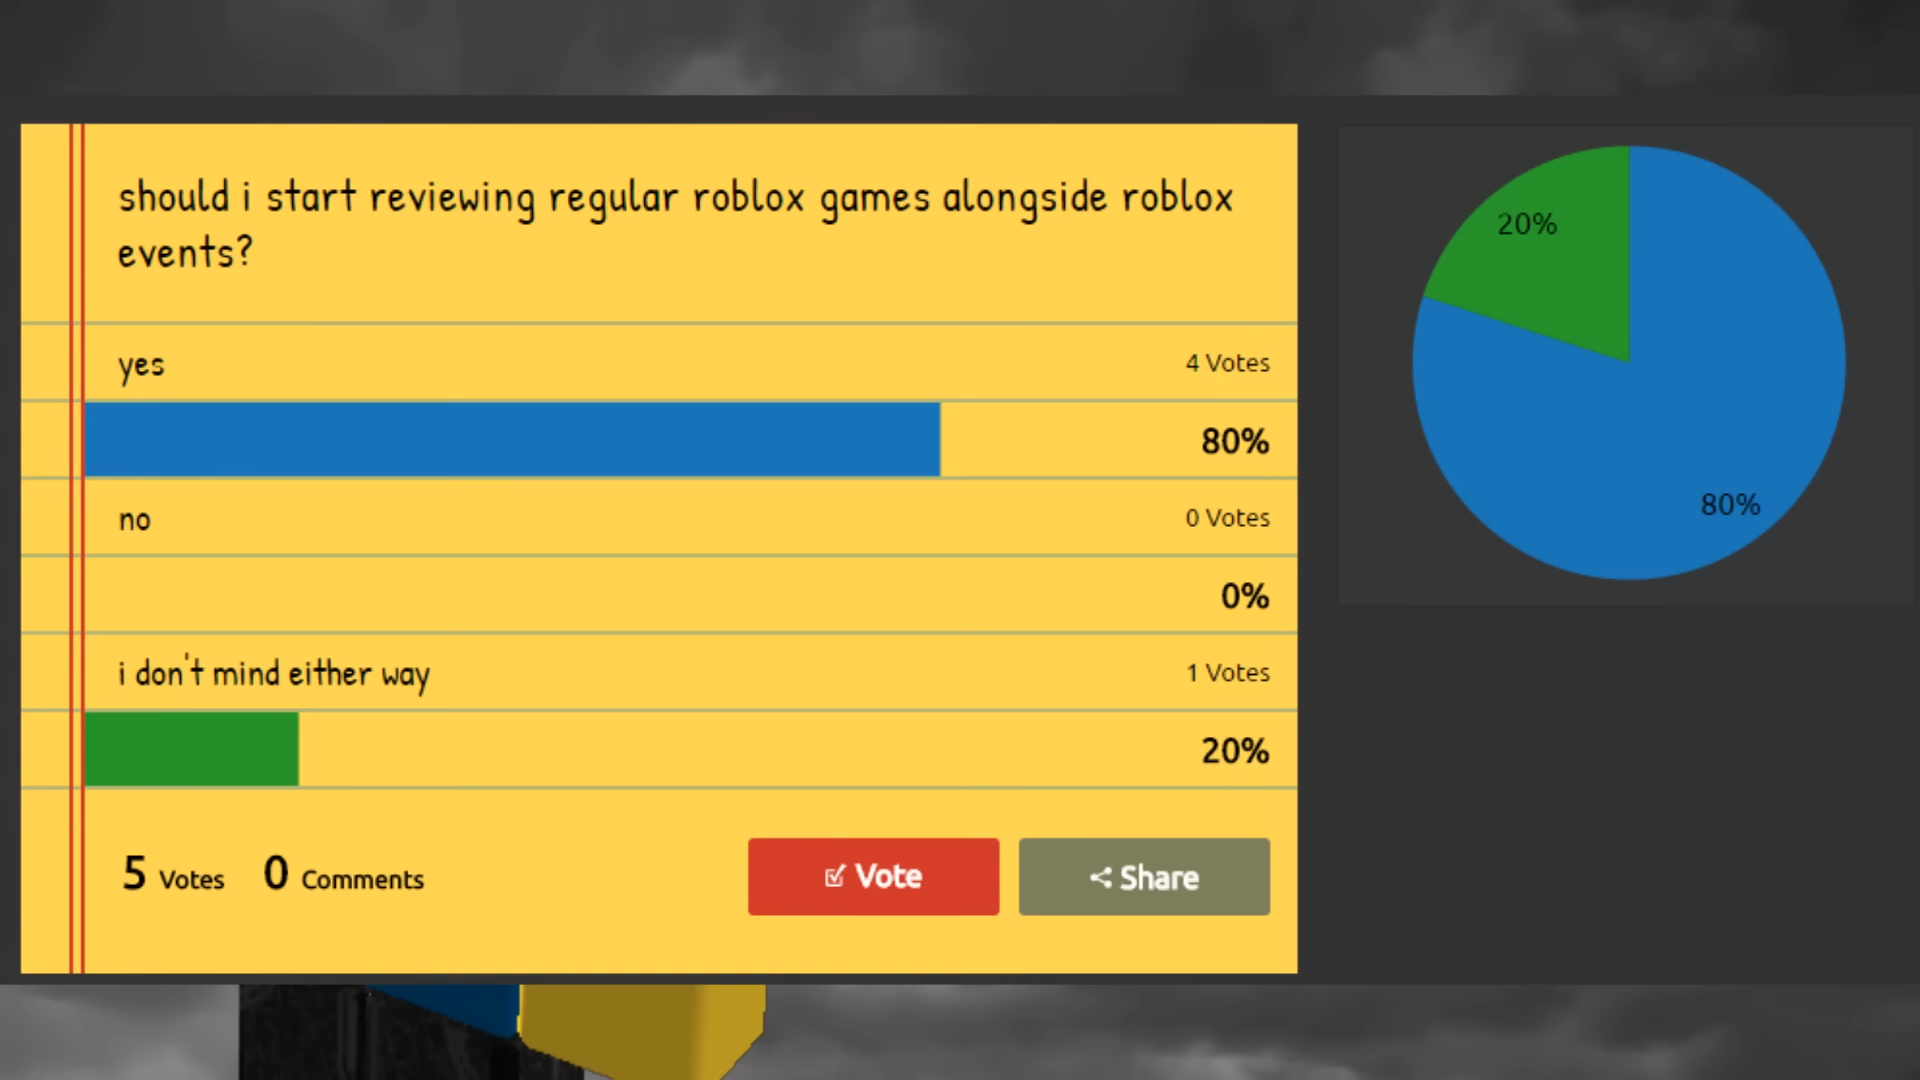 should i start reviewing regular roblox games alongside roblox
events?
yes
4 Votes
80%
no
0 Votes
0%
i don't mind either way
1 Votes
20%
5 Votes 0 Comments
Vote
Share
20%
80%